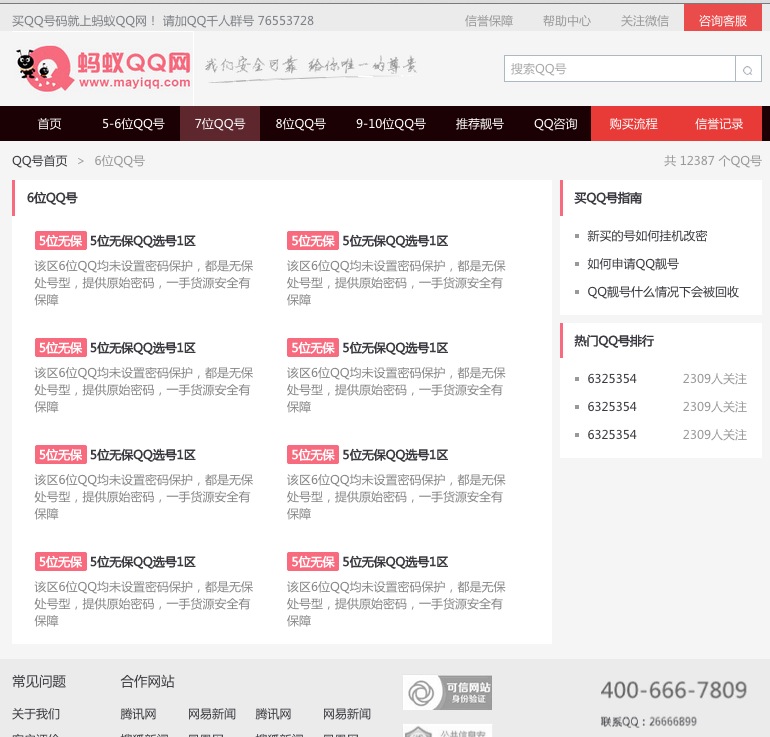 买QQ号码就上蚂蚁QQ网！ 请加QQ千人群号 76553728
信誉保障 帮助中心 关注微信 咨询客服
蚂蚁QQ网
www.mayiqq.com
我们安全可靠 给你唯一的尊贵
搜索QQ号
首页 5-6位QQ号 7位QQ号 8位QQ号 9-10位QQ号 推荐靓号 QQ咨询 购买流程 信誉记录
QQ号首页 > 6位QQ号
共 12387 个QQ号
6位QQ号
5位无保 5位无保QQ选号1区
该区6位QQ均未设置密码保护，都是无保
处号型，提供原始密码，一手货源安全有
保障
5位无保 5位无保QQ选号1区
该区6位QQ均未设置密码保护，都是无保
处号型，提供原始密码，一手货源安全有
保障
5位无保 5位无保QQ选号1区
该区6位QQ均未设置密码保护，都是无保
处号型，提供原始密码，一手货源安全有
保障
5位无保 5位无保QQ选号1区
该区6位QQ均未设置密码保护，都是无保
处号型，提供原始密码，一手货源安全有
保障
5位无保 5位无保QQ选号1区
该区6位QQ均未设置密码保护，都是无保
处号型，提供原始密码，一手货源安全有
保障
5位无保 5位无保QQ选号1区
该区6位QQ均未设置密码保护，都是无保
处号型，提供原始密码，一手货源安全有
保障
5位无保 5位无保QQ选号1区
该区6位QQ均未设置密码保护，都是无保
处号型，提供原始密码，一手货源安全有
保障
5位无保 5位无保QQ选号1区
该区6位QQ均未设置密码保护，都是无保
处号型，提供原始密码，一手货源安全有
保障
买QQ号指南
新买的号如何挂机改密
如何申请QQ靓号
QQ靓号什么情况下会被回收
热门QQ号排行
6325354 2309人关注
6325354 2309人关注
6325354 2309人关注
常见问题
关于我们
合作网站
腾讯网 网易新闻 腾讯网 网易新闻
可信网站
身份验证
400-666-7809
联系QQ：26666899